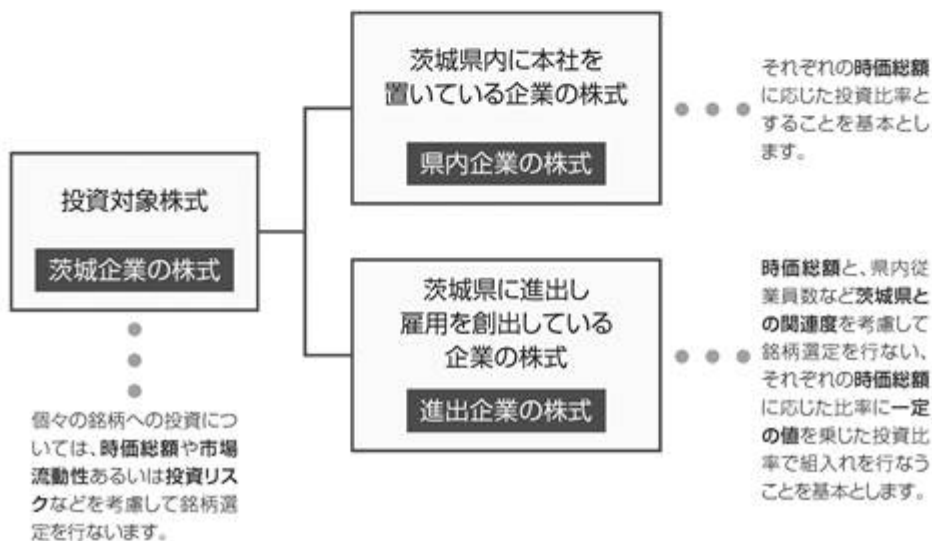 茨城県内に本社を
置いている企業の株式
県内企業の株式
それぞれの時価総額
に応じた投資比率と
することを基本とし
ます。
投資対象株式
茨城企業の株式
茨城県に進出し
雇用を創出している
企業の株式
進出企業の株式
時価総額と、県内従
業員数など茨城県と
の関連度を考慮して
銘柄選定を行ない、
それぞれの時価総額
に応じた比率に一定
の値を乗じた投資比
率で組入れを行なう
ことを基本とします。
個々の銘柄への投資につ
いては、時価総額や市場
流動性あるいは投資リス
クなどを考慮して銘柄選
定を行ないます。